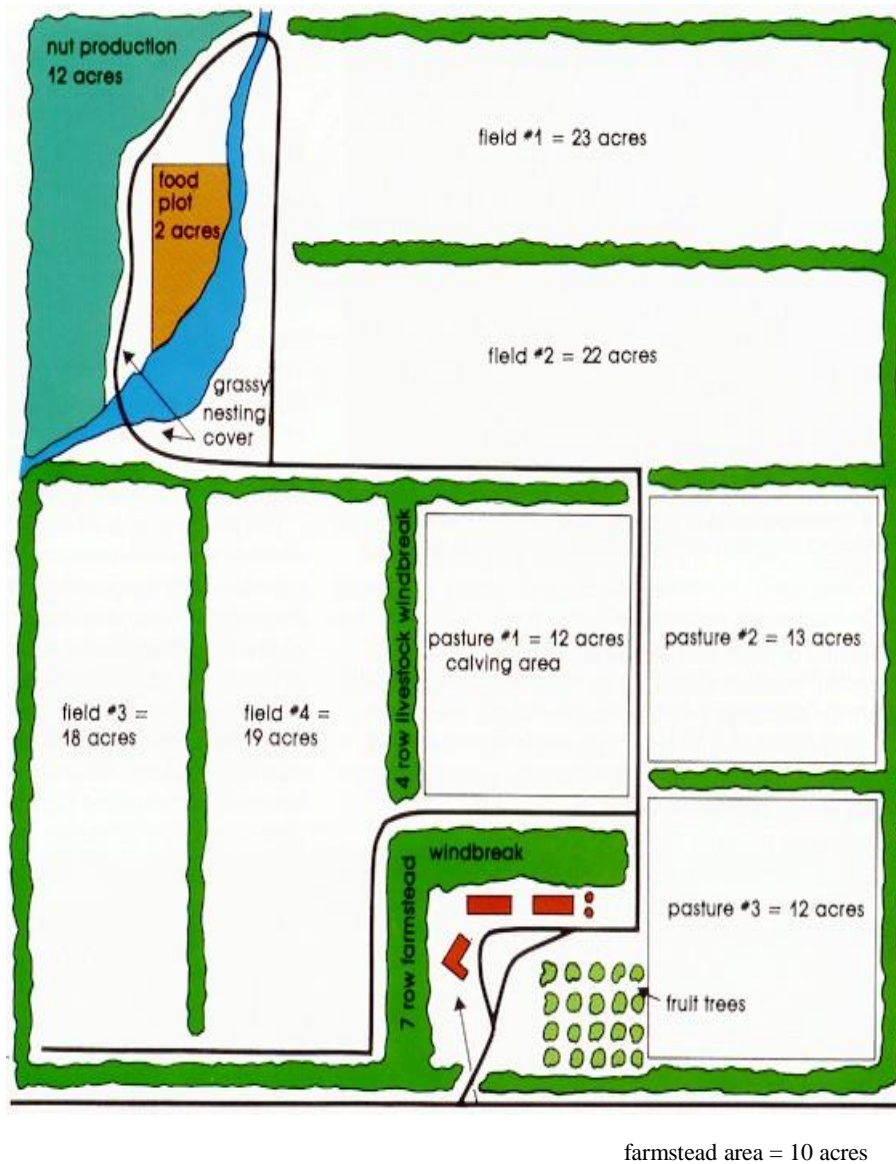 nut production
12 acres
field #1 = 23 acres
food
plot
2 acres
field #2 = 22 acres
grassy
nesting
cover
4 row livestock windbreak
pasture #1 = 12 acres
calving area
pasture #2 = 13 acres
field #3 =
18 acres
field #4 =
19 acres
windbreak
7 row farmstead
pasture #3 = 12 acres
fruit trees
farmstead area = 10 acres